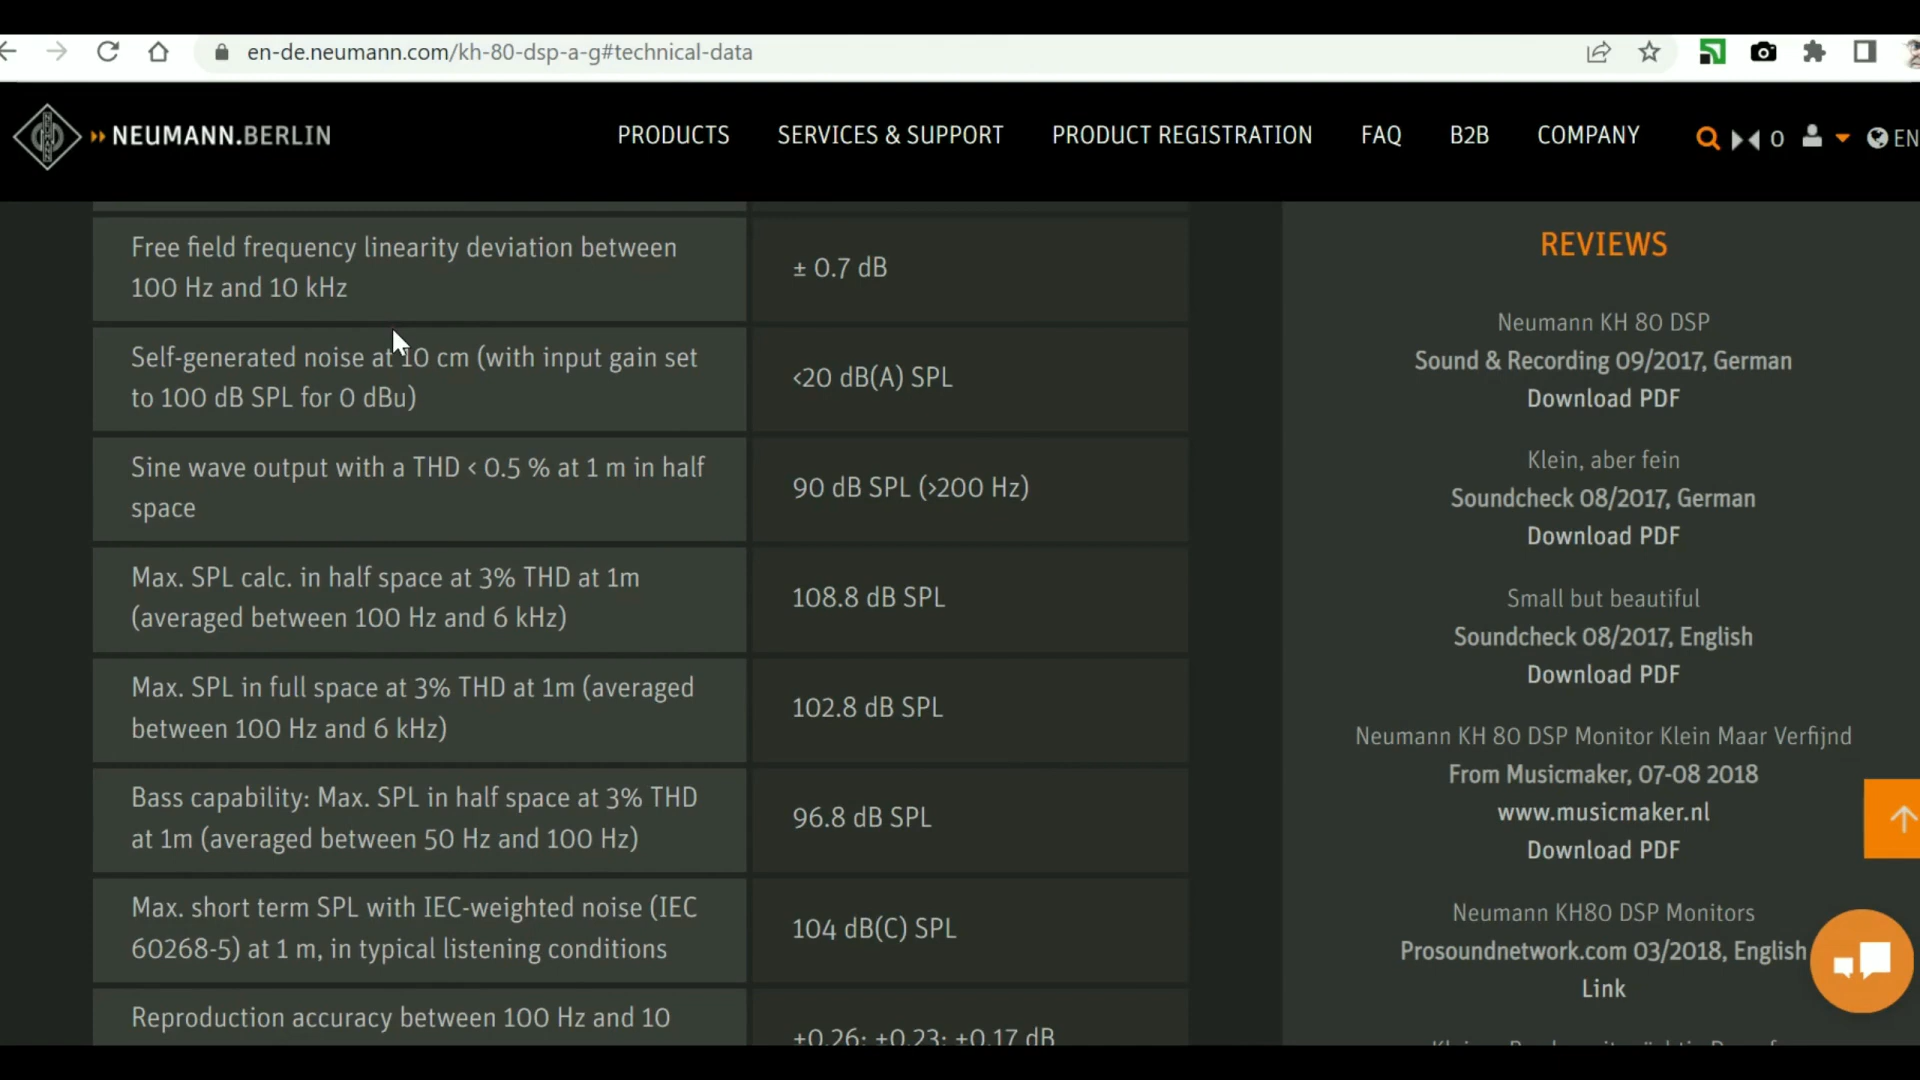 en-de.neumann.com/kh-80-dsp-a-g#technical-data
NEUMANN.BERLIN
PRODUCTS
SERVICES & SUPPORT
PRODUCT REGISTRATION
FAQ
B2B
COMPANY
0
EN
Free field frequency linearity deviation between
100 Hz and 10 kHz
± 0.7 dB
Self-generated noise at 10 cm (with input gain set
to 100 dB SPL for 0 dBu)
<20 dB(A) SPL
Sine wave output with a THD < 0.5 % at 1 m in half
space
90 dB SPL (>200 Hz)
Max. SPL calc. in half space at 3% THD at 1m
(averaged between 100 Hz and 6 kHz)
108.8 dB SPL
Max. SPL in full space at 3% THD at 1m (averaged
between 100 Hz and 6 kHz)
102.8 dB SPL
Bass capability: Max. SPL in half space at 3% THD
at 1m (averaged between 50 Hz and 100 Hz)
96.8 dB SPL
Max. short term SPL with IEC-weighted noise (IEC
60268-5) at 1 m, in typical listening conditions
104 dB(C) SPL
Reproduction accuracy between 100 Hz and 10
±0.26; ±0.23; ±0.17 dB
REVIEWS
Neumann KH 80 DSP
Sound & Recording 09/2017, German
Download PDF
Klein, aber fein
Soundcheck 08/2017, German
Download PDF
Small but beautiful
Soundcheck 08/2017, English
Download PDF
Neumann KH 80 DSP Monitor Klein Maar Verfijnd
From Musicmaker, 07-08 2018
www.musicmaker.nl
Download PDF
Neumann KH80 DSP Monitors
Prosoundnetwork.com 03/2018, English
Link